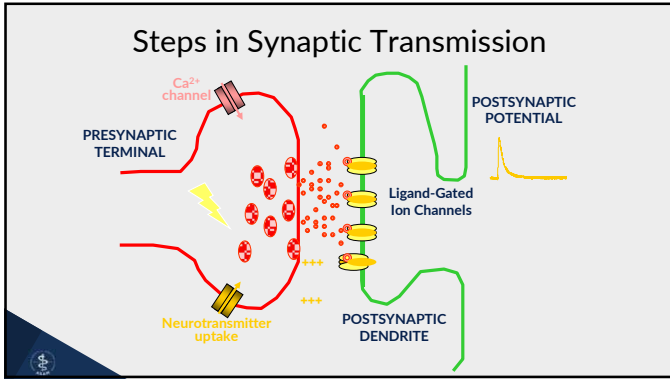 Steps in Synaptic Transmission
Ca²⁺
channel
PRESYNAPTIC
TERMINAL
POSTSYNAPTIC
POTENTIAL
Ligand-Gated
Ion Channels
+++
+++
Neurotransmitter
uptake
POSTSYNAPTIC
DENDRITE